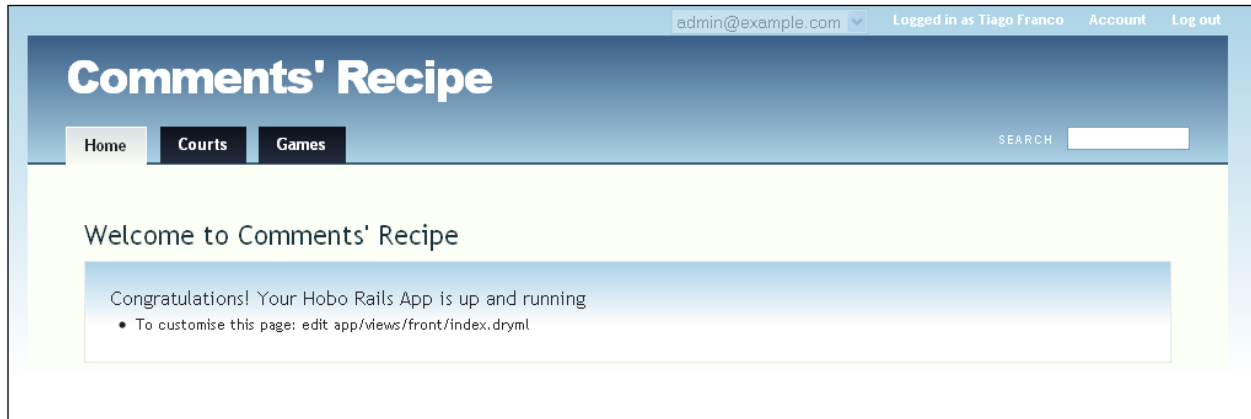 admin@example.com Logged in as Tiago Franco Account Log out
Comments' Recipe
Home Courts Games SEARCH
Welcome to Comments' Recipe
Congratulations! Your Hobo Rails App is up and running
• To customise this page: edit app/views/front/index.dryml